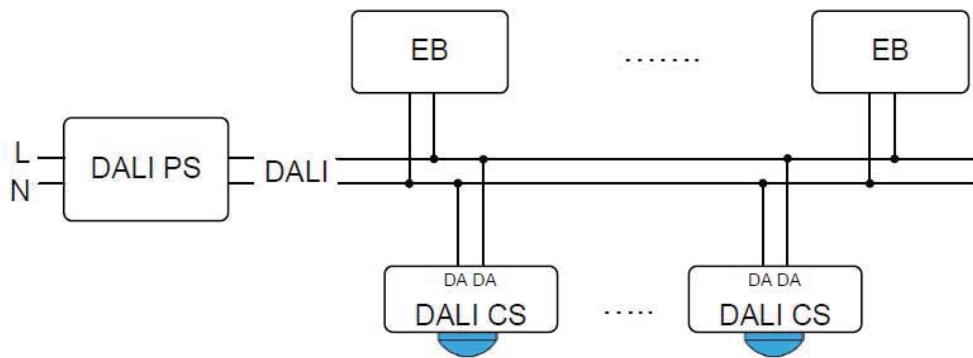 EB
.......
EB
L
N
DALI PS
DALI
DA DA
DALI CS
.....
DA DA
DALI CS